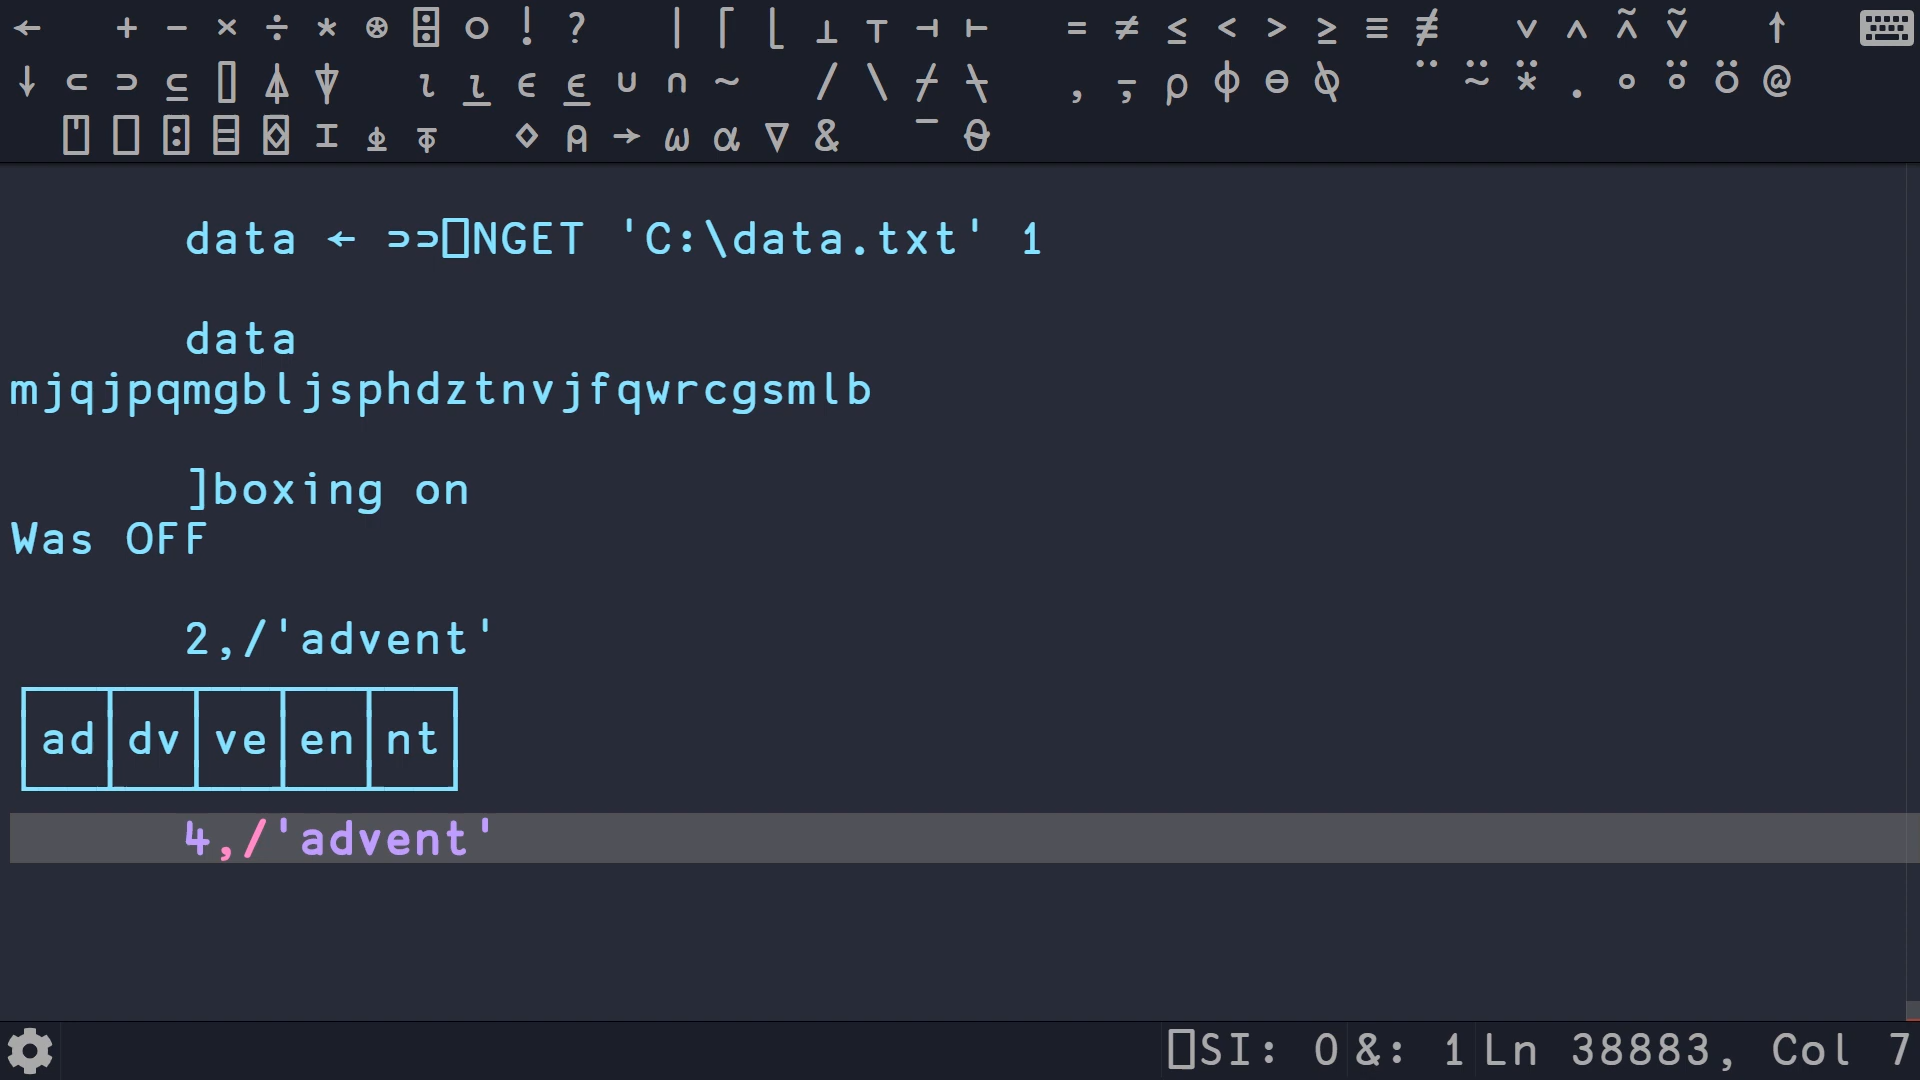 ← + - × ÷ * ⍟ ⌹ ○ ! ? | ⌈ ⌊ ⊥ ⊤ ⊣ ⊢ = ≠ ≤ < > ≥ ≡ ≢ ∨ ∧ ⍲ ⍱ ↑
↓ ⊂ ⊃ ⊆ ⌷ ⍋ ⍒ ⍳ ⍸ ∊ ⍷ ∪ ∩ ~ / \ ⌿ ⍀ , ⍪ ⍴ ⌽ ⊖ ⍉ ¨ ⍨ ⍣ . ∘ ⍤ ⍥ @
⍞ ⎕ ⍠ ⌸ ⌺ ⌶ ⍎ ⍕ ⋄ ⍝ → ⍵ ⍺ ∇ & ¯ ⍬
data ← ⊃⊃⎕NGET 'C:\data.txt' 1
data
mjqjpqmgbljsphdztnvjfqwrcgsmlb
]boxing on
Was OFF
2,/'advent'
ad dv ve en nt
4,/'advent'
⎕SI: 0 &: 1 Ln 38883, Col 7